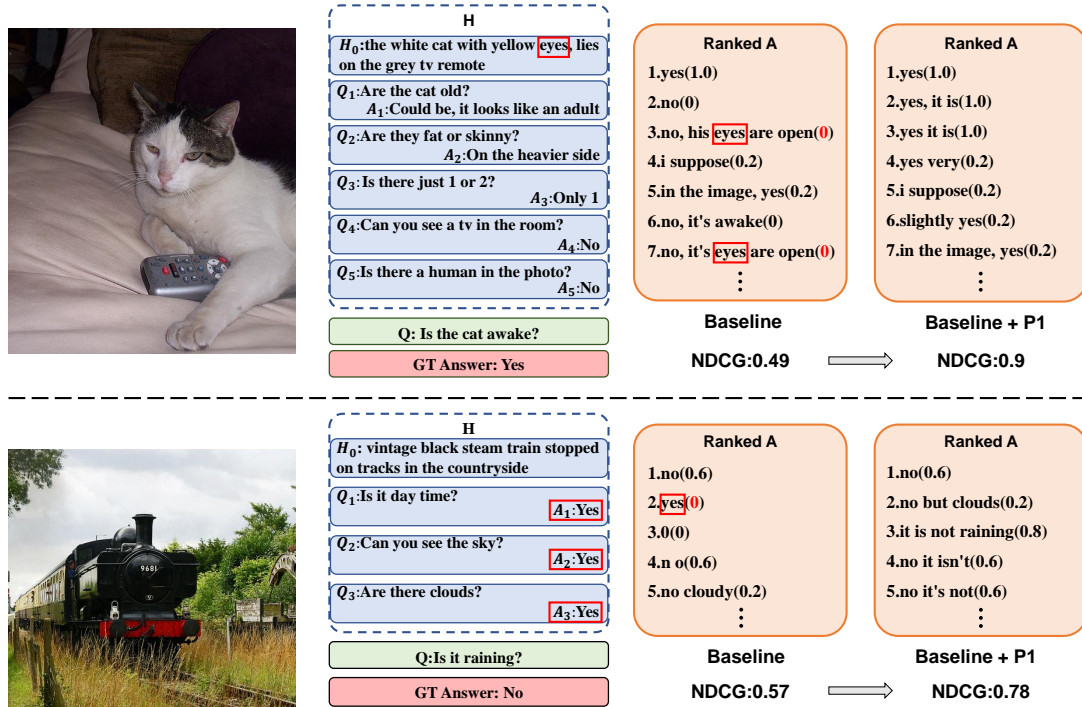 H
H0:the white cat with yellow eyes, lies
on the grey tv remote
Q1:Are the cat old?
A1:Could be, it looks like an adult
Q2:Are they fat or skinny?
A2:On the heavier side
Q3:Is there just 1 or 2?
A3:Only 1
Q4:Can you see a tv in the room?
A4:No
Q5:Is there a human in the photo?
A5:No
Q: Is the cat awake?
GT Answer: Yes
Ranked A
1.yes(1.0)
2.no(0)
3.no, his eyes are open(0)
4.i suppose(0.2)
5.in the image, yes(0.2)
6.no, it's awake(0)
7.no, it's eyes are open(0)
Baseline
NDCG:0.49
Ranked A
1.yes(1.0)
2.yes, it is(1.0)
3.yes it is(1.0)
4.yes very(0.2)
5.i suppose(0.2)
6.slightly yes(0.2)
7.in the image, yes(0.2)
Baseline + P1
NDCG:0.9
9681
H
H0: vintage black steam train stopped
on tracks in the countryside
Q1:Is it day time?
A1:Yes
Q2:Can you see the sky?
A2:Yes
Q3:Are there clouds?
A3:Yes
Q:Is it raining?
GT Answer: No
Ranked A
1.no(0.6)
2.yes(0)
3.0(0)
4.n o(0.6)
5.no cloudy(0.2)
Baseline
NDCG:0.57
Ranked A
1.no(0.6)
2.no but clouds(0.2)
3.it is not raining(0.8)
4.no it isn't(0.6)
5.no it's not(0.6)
Baseline + P1
NDCG:0.78